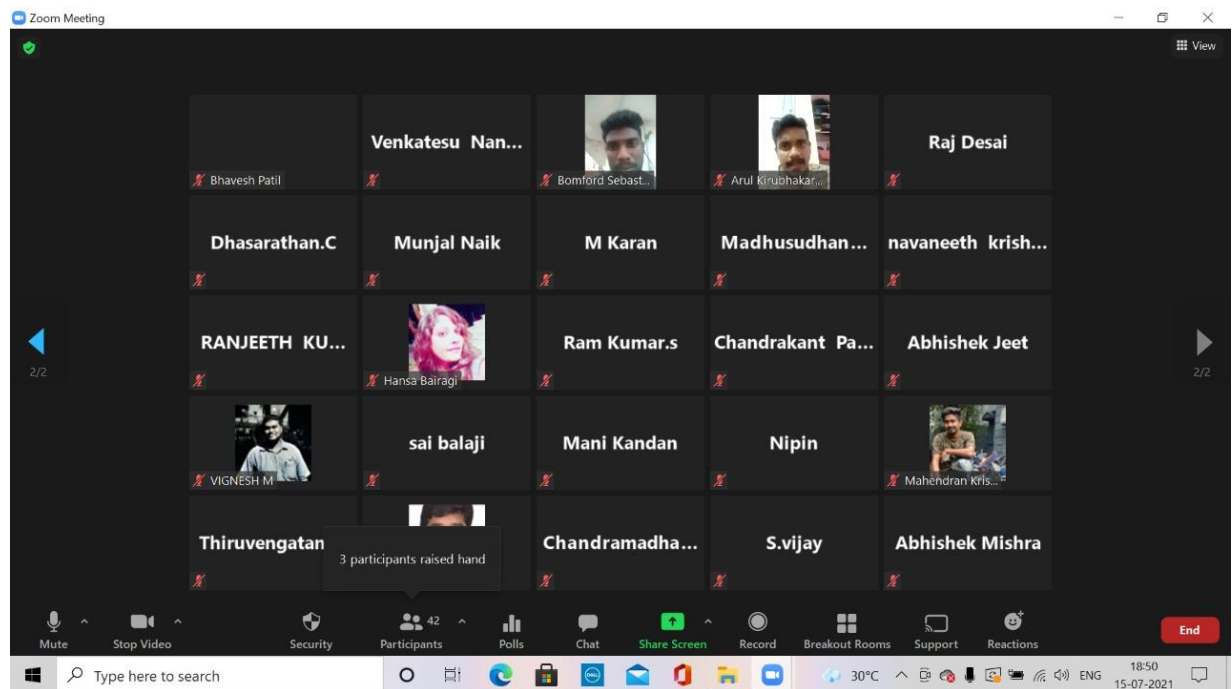 Zoom Meeting
View
Venkatesu Nan...
Raj Desai
Bhavesh Patil
Bomford Sebast...
Arul Kirubhakar...
Dhasarathan.C
Munjal Naik
M Karan
Madhusudhan...
navaneeth krish...
RANJEETH KU...
Ram Kumar.s
Chandrakant Pa...
Abhishek Jeet
2/2
2/2
Hansa Bairagi
sai balaji
Mani Kandan
Nipin
VIGNESH M
Mahendran Kris...
Thiruvengatan
Chandramadha...
S.vijay
Abhishek Mishra
3 participants raised hand
42
Mute
Stop Video
Security
Participants
Polls
Chat
Share Screen
Record
Breakout Rooms
Support
Reactions
End
Type here to search
DELL
30°C
ENG
18:50
15-07-2021